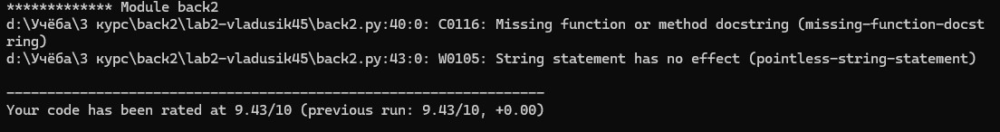 ************* Module back2
d:\Учёба\3 курс\back2\lab2-vladusik45\back2.py:40:0: C0116: Missing function or method docstring (missing-function-docst
ring)
d:\Учёба\3 курс\back2\lab2-vladusik45\back2.py:43:0: W0105: String statement has no effect (pointless-string-statement)
------------------------------------------------------------------
Your code has been rated at 9.43/10 (previous run: 9.43/10, +0.00)